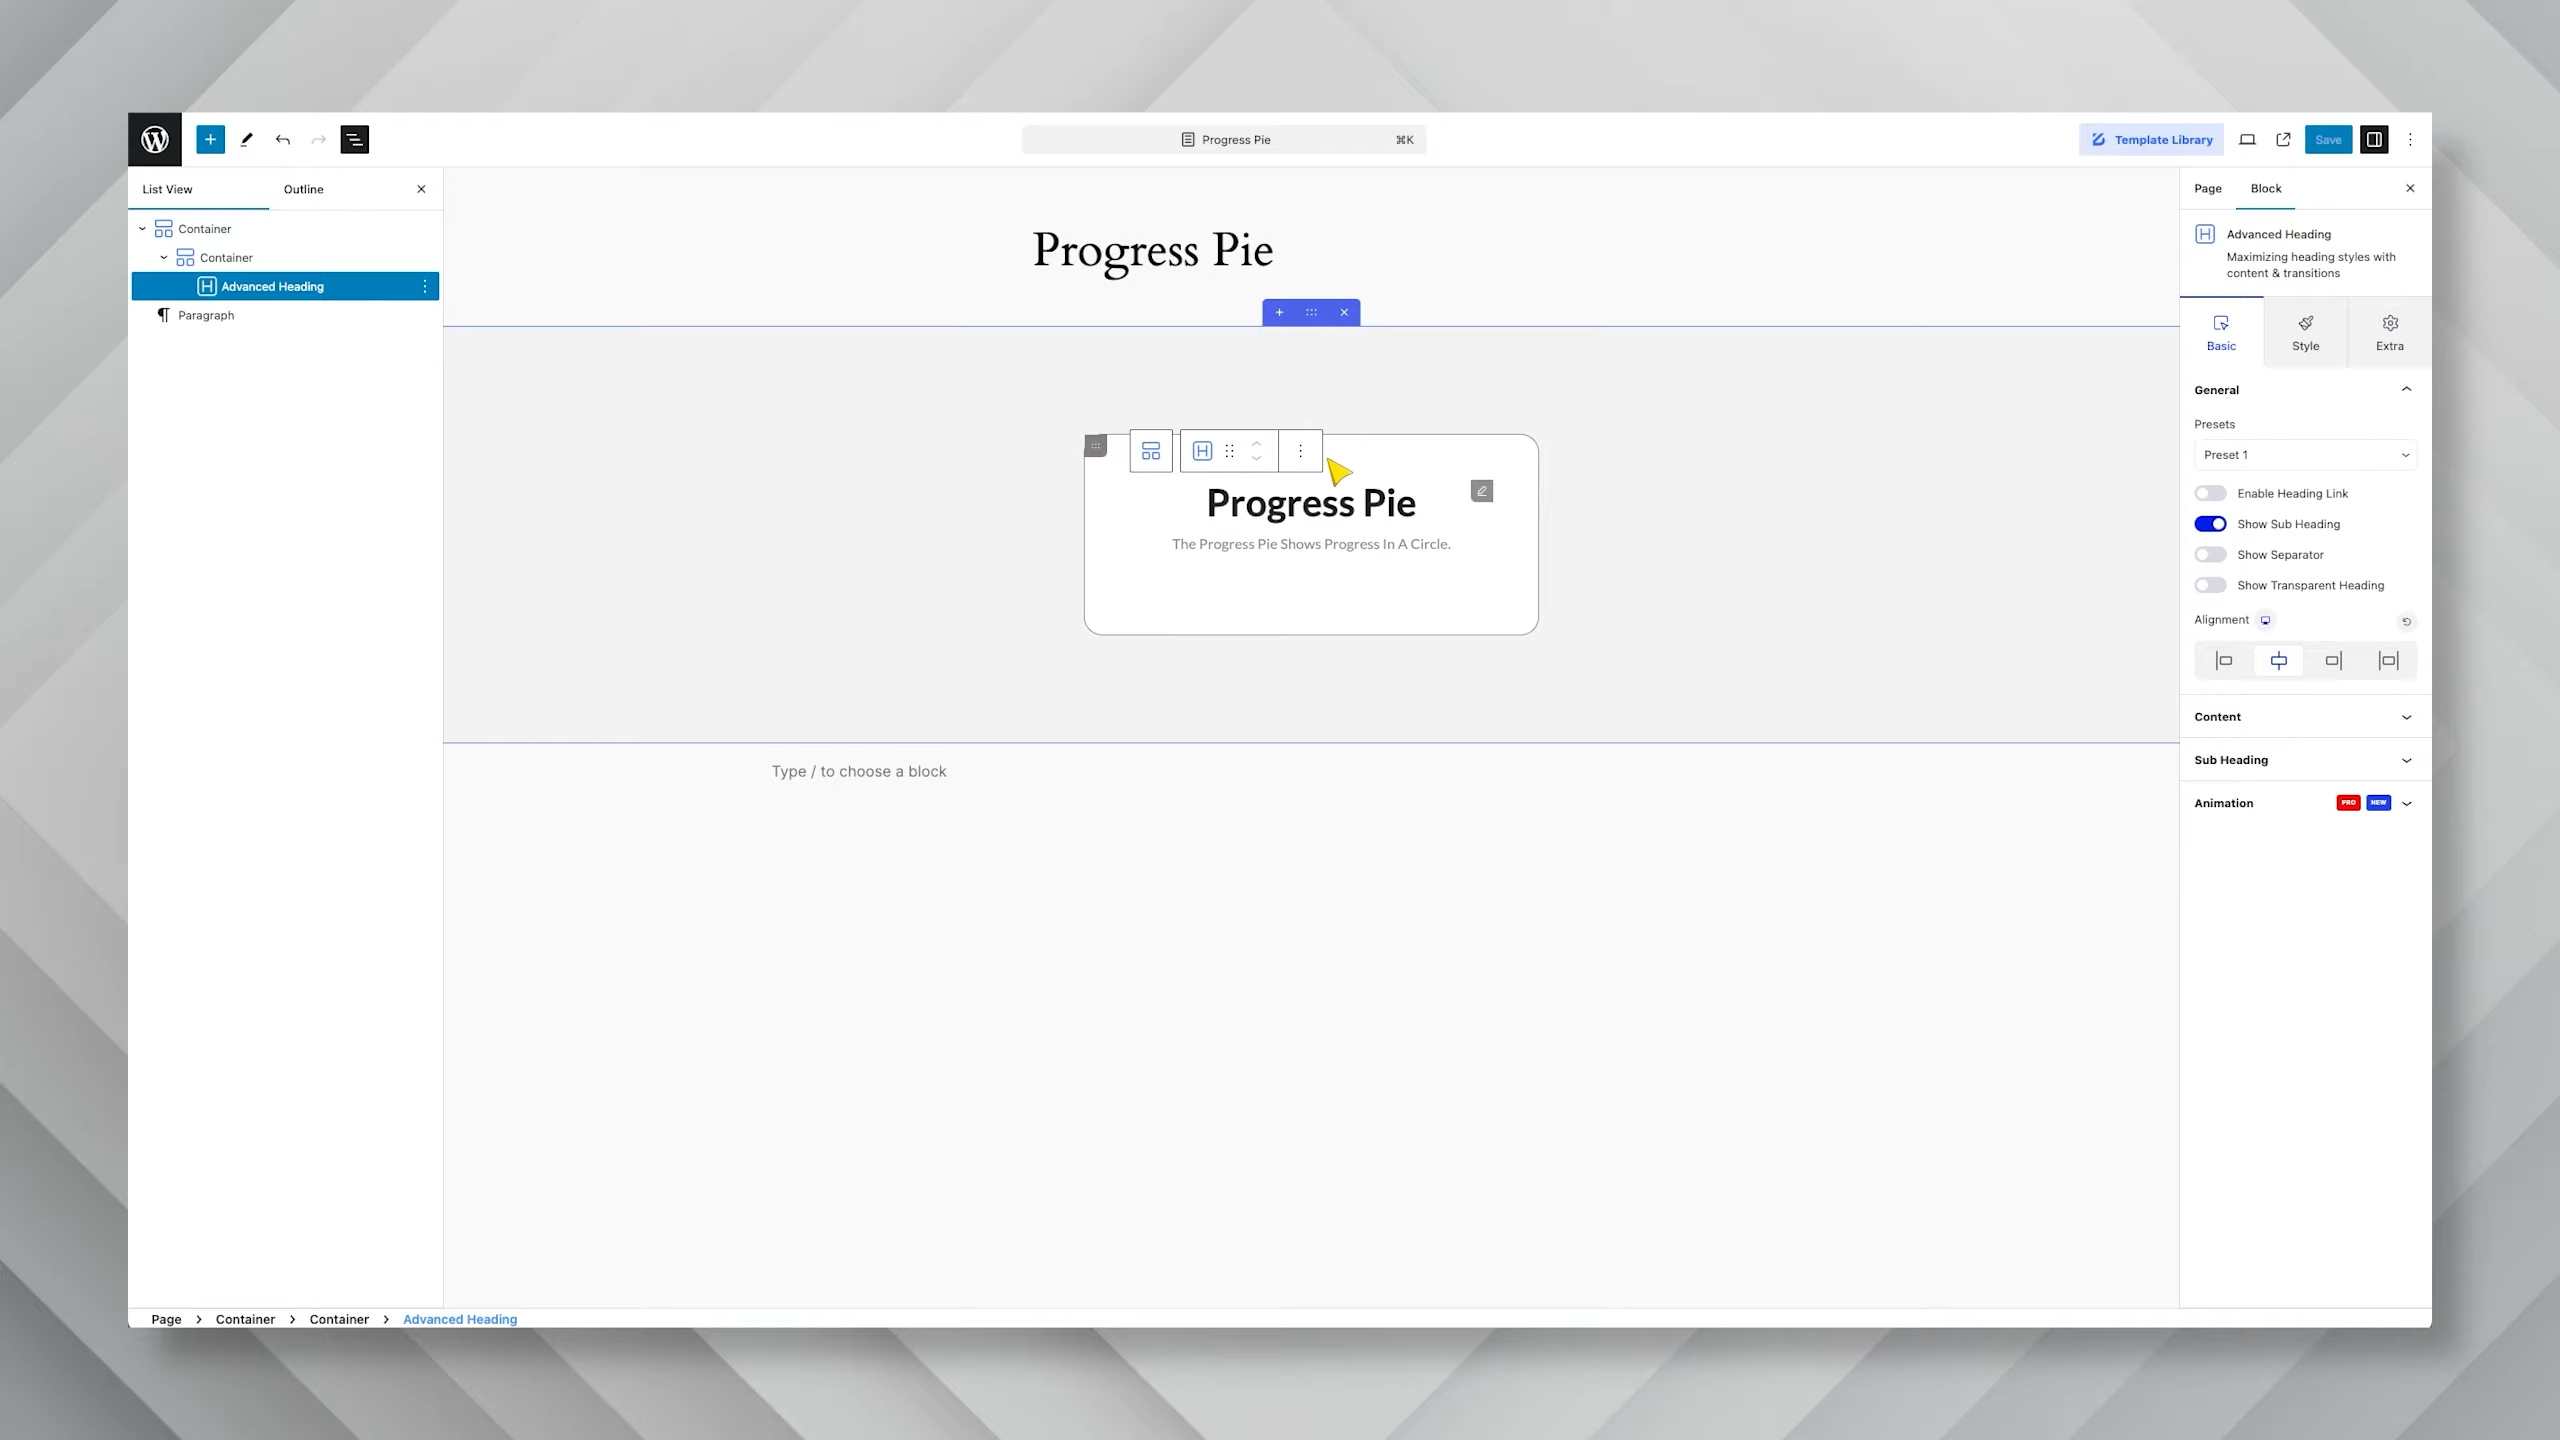 Progress Pie
⌘K
Template Library
Save
List View
Outline
Container
Container
Advanced Heading
Paragraph
Progress Pie
Progress Pie
The Progress Pie Shows Progress In A Circle.
Type / to choose a block
Page
Block
Advanced Heading
Maximizing heading styles with
content & transitions
Basic
Style
Extra
General
Presets
Preset 1
Enable Heading Link
Show Sub Heading
Show Separator
Show Transparent Heading
Alignment
Content
Sub Heading
Animation
PRO
NEW
Page > Container > Container > Advanced Heading